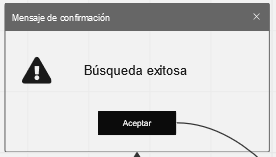 Mensaje de confirmación
Búsqueda exitosa
Aceptar